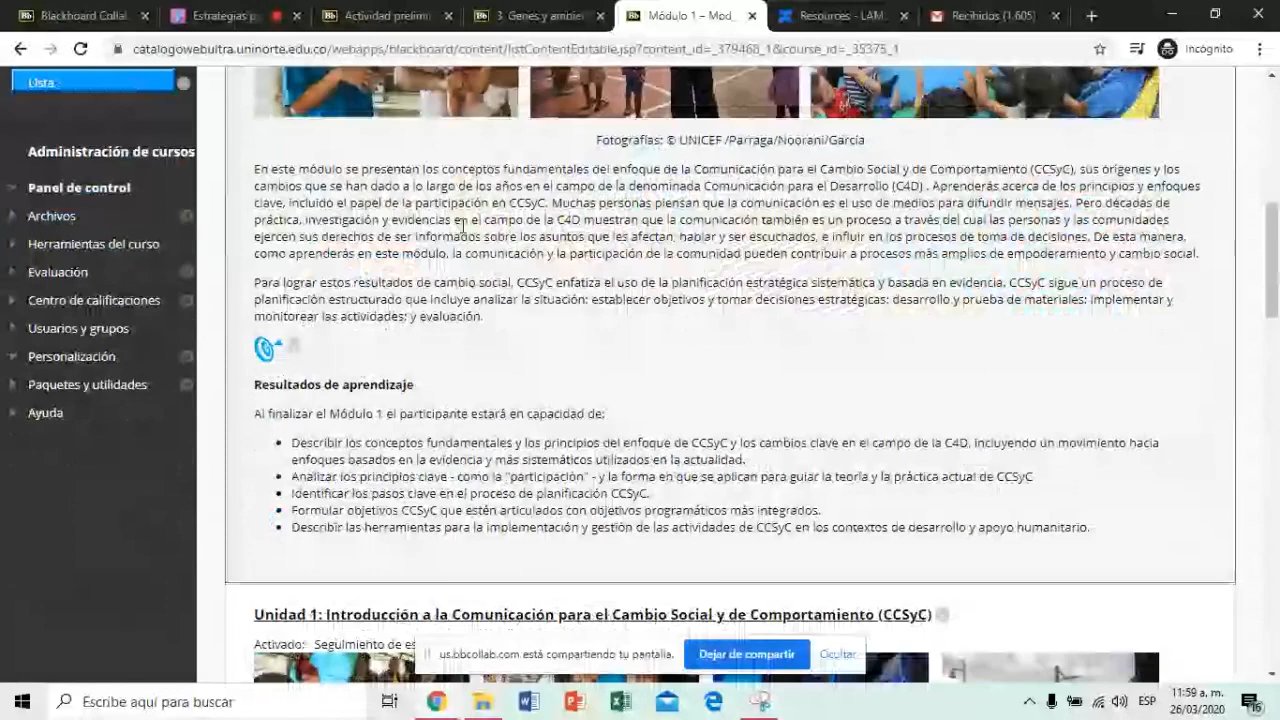 Blackboard Collal
Estrategias p
Actividad prelimi
3. Genes y ambien
Módulo 1 – Mod
Resources - LAM
Recibidos (1.605)
catalogowebultra.uninorte.edu.co/webapps/blackboard/content/listContentEditable.jsp?content_id=_379468_1&course_id=_35375_1
Incógnito
Lista
Administración de cursos
Panel de control
Archivos
Herramientas del curso
Evaluación
Centro de calificaciones
Usuarios y grupos
Personalización
Paquetes y utilidades
Ayuda
Fotografías: © UNICEF /Parraga/Noorani/García
En este módulo se presentan los conceptos fundamentales del enfoque de la Comunicación para el Cambio Social y de Comportamiento (CCSyC), sus orígenes y los
cambios que se han dado a lo largo de los años en el campo de la denominada Comunicación para el Desarrollo (C4D) . Aprenderás acerca de los principios y enfoques
clave, incluido el papel de la participación en CCSyC. Muchas personas piensan que la comunicación es el uso de medios para difundir mensajes. Pero décadas de
práctica, investigación y evidencias en el campo de la C4D muestran que la comunicación también es un proceso a través del cual las personas y las comunidades
ejercen sus derechos de ser informados sobre los asuntos que les afectan, hablar y ser escuchados, e influir en los procesos de toma de decisiones. De esta manera,
como aprenderás en este módulo, la comunicación y la participación de la comunidad pueden contribuir a procesos más amplios de empoderamiento y cambio social.
Para lograr estos resultados de cambio social, CCSyC enfatiza el uso de la planificación estratégica sistemática y basada en evidencia. CCSyC sigue un proceso de
planificación estructurado que incluye analizar la situación; establecer objetivos y tomar decisiones estratégicas; desarrollo y prueba de materiales; implementar y
monitorear las actividades; y evaluación.
Resultados de aprendizaje
Al finalizar el Módulo 1 el participante estará en capacidad de:
• Describir los conceptos fundamentales y los principios del enfoque de CCSyC y los cambios clave en el campo de la C4D, incluyendo un movimiento hacia
enfoques basados en la evidencia y más sistemáticos utilizados en la actualidad.
• Analizar los principios clave - como la "participación" - y la forma en que se aplican para guiar la teoría y la práctica actual de CCSyC
• Identificar los pasos clave en el proceso de planificación CCSyC.
• Formular objetivos CCSyC que estén articulados con objetivos programáticos más integrados.
• Describir las herramientas para la implementación y gestión de las actividades de CCSyC en los contextos de desarrollo y apoyo humanitario.
Unidad 1: Introducción a la Comunicación para el Cambio Social y de Comportamiento (CCSyC)
Activado: Seguimiento de es
us.bbcollab.com está compartiendo tu pantalla.
Dejar de compartir
Ocultar
Escribe aquí para buscar
ESP
11:59 a. m.
26/03/2020
16